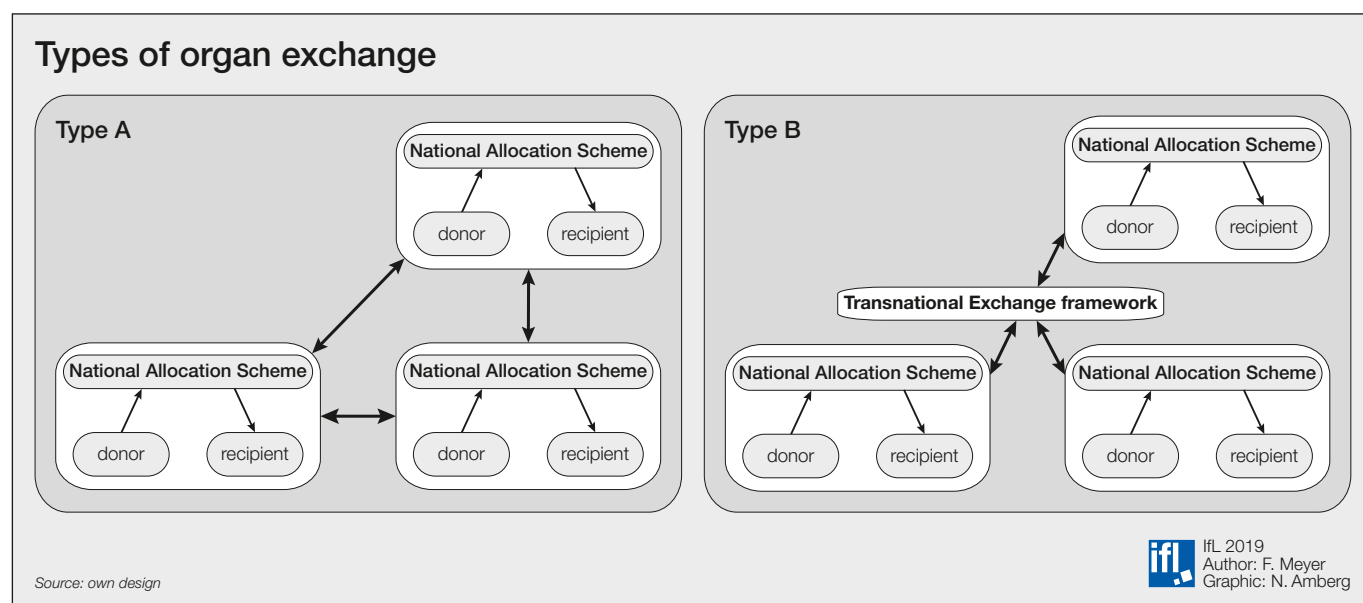 Types of organ exchange
Type A
National Allocation Scheme
donor
recipient
National Allocation Scheme
donor
recipient
National Allocation Scheme
donor
recipient
Type B
National Allocation Scheme
donor
recipient
Transnational Exchange framework
National Allocation Scheme
donor
recipient
National Allocation Scheme
donor
recipient
Source: own design
ifl
IfL 2019
Author: F. Meyer
Graphic: N. Amberg